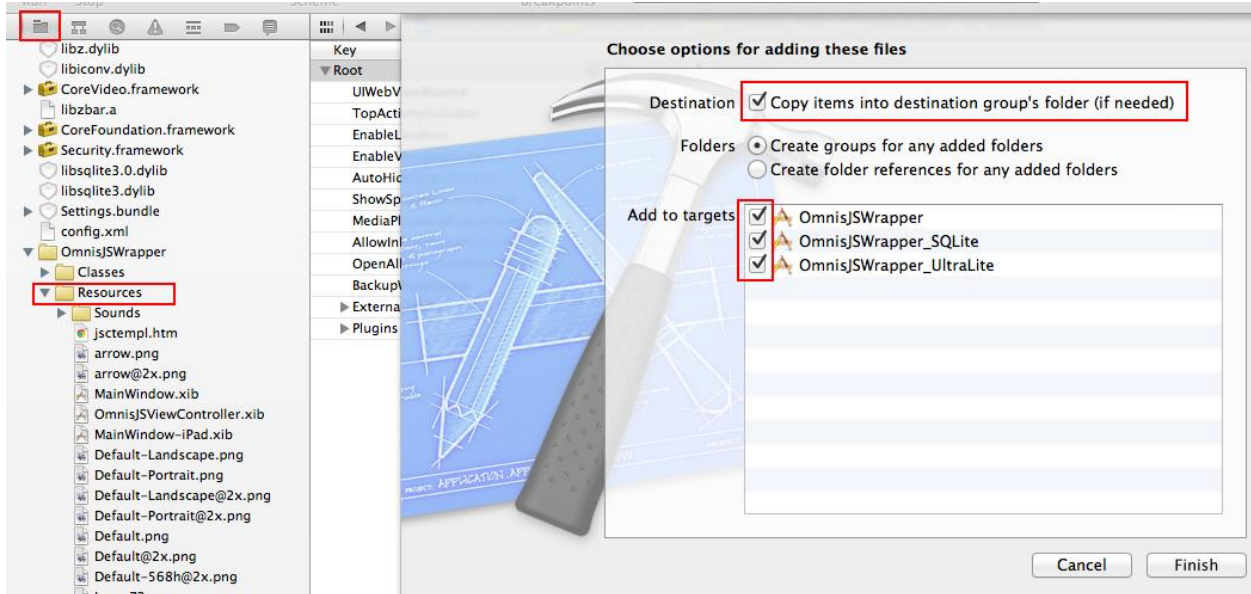 Run Stop Scheme Breakpoints
libz.dylib
libiconv.dylib
CoreVideo.framework
libzbar.a
CoreFoundation.framework
Security.framework
libsqlite3.0.dylib
libsqlite3.dylib
Settings.bundle
config.xml
OmnisJSWrapper
Classes
Resources
Sounds
jsctempl.htm
arrow.png
arrow@2x.png
MainWindow.xib
OmnisJSViewController.xib
MainWindow-iPad.xib
Default-Landscape.png
Default-Portrait.png
Default-Landscape@2x.png
Default-Portrait@2x.png
Default.png
Default@2x.png
Default-568h@2x.png
Key
Root
UIWebV
TopActi
EnableL
EnableV
AutoHid
ShowSp
MediaPl
AllowInl
OpenAll
BackupW
Externa
Plugins
Choose options for adding these files
Destination Copy items into destination group's folder (if needed)
Folders Create groups for any added folders
Create folder references for any added folders
Add to targets OmnisJSWrapper
OmnisJSWrapper_SQLite
OmnisJSWrapper_UltraLite
PROJECT: APPLICATION.APP
Cancel Finish